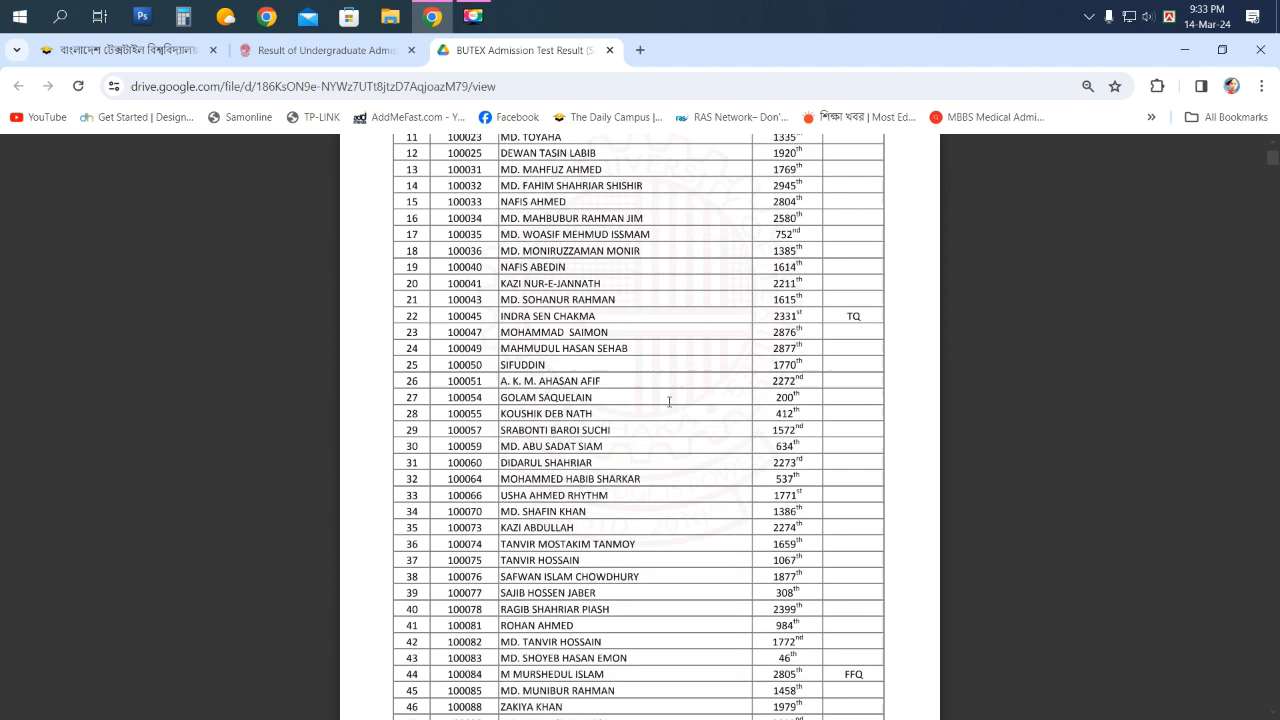 9:33 PM
14-Mar-24
বাংলাদেশ টেক্সটাইল বিশ্ববিদ্যালয় Result of Undergraduate Admis BUTEX Admission Test Result (S
drive.google.com/file/d/186KsON9e-NYWz7UTt8jtzD7AqjoazM79/view
YouTube Get Started | Design... Samonline TP-LINK AddMeFast.com - Y... Facebook The Daily Campus |... RAS Network– Don'... শিক্ষা খবর | Most Ed... MBBS Medical Admi... » All Bookmarks
11 100023 MD. TOYAHA 1335th
12 100025 DEWAN TASIN LABIB 1920th
13 100031 MD. MAHFUZ AHMED 1769th
14 100032 MD. FAHIM SHAHRIAR SHISHIR 2945th
15 100033 NAFIS AHMED 2804th
16 100034 MD. MAHBUBUR RAHMAN JIM 2580th
17 100035 MD. WOASIF MEHMUD ISSMAM 752nd
18 100036 MD. MONIRUZZAMAN MONIR 1385th
19 100040 NAFIS ABEDIN 1614th
20 100041 KAZI NUR-E-JANNATH 2211th
21 100043 MD. SOHANUR RAHMAN 1615th
22 100045 INDRA SEN CHAKMA 2331st TQ
23 100047 MOHAMMAD SAIMON 2876th
24 100049 MAHMUDUL HASAN SEHAB 2877th
25 100050 SIFUDDIN 1770th
26 100051 A. K. M. AHASAN AFIF 2272nd
27 100054 GOLAM SAQUELAIN 200th
28 100055 KOUSHIK DEB NATH 412th
29 100057 SRABONTI BAROI SUCHI 1572nd
30 100059 MD. ABU SADAT SIAM 634th
31 100060 DIDARUL SHAHRIAR 2273rd
32 100064 MOHAMMED HABIB SHARKAR 537th
33 100066 USHA AHMED RHYTHM 1771st
34 100070 MD. SHAFIN KHAN 1386th
35 100073 KAZI ABDULLAH 2274th
36 100074 TANVIR MOSTAKIM TANMOY 1659th
37 100075 TANVIR HOSSAIN 1067th
38 100076 SAFWAN ISLAM CHOWDHURY 1877th
39 100077 SAJIB HOSSEN JABER 308th
40 100078 RAGIB SHAHRIAR PIASH 2399th
41 100081 ROHAN AHMED 984th
42 100082 MD. TANVIR HOSSAIN 1772nd
43 100083 MD. SHOYEB HASAN EMON 46th
44 100084 M MURSHEDUL ISLAM 2805th FFQ
45 100085 MD. MUNIBUR RAHMAN 1458th
46 100088 ZAKIYA KHAN 1979th